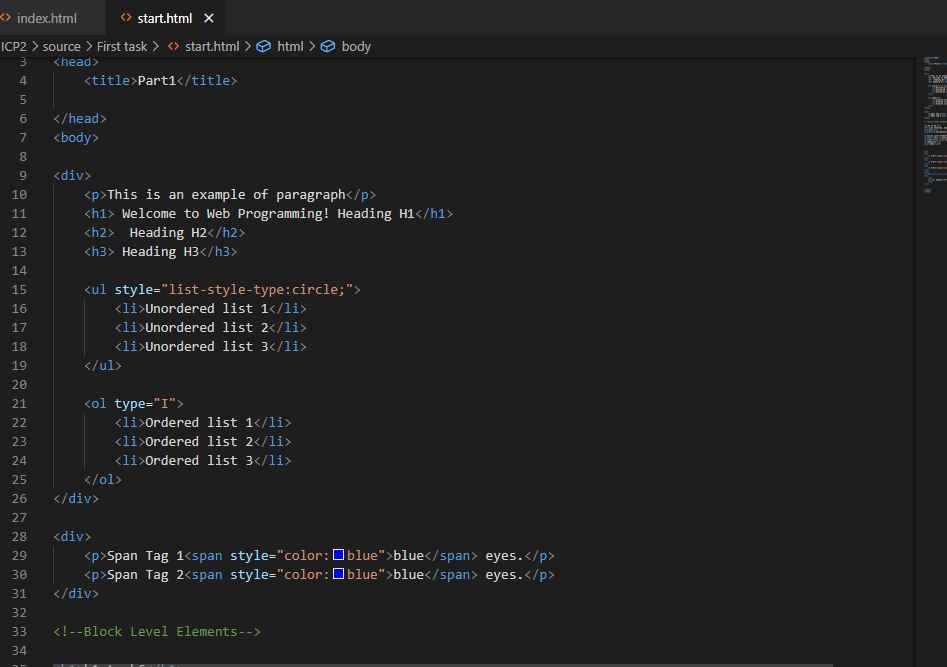 index.html start.html
ICP2 source First task start.html html body
3 <head>
4 <title>Part1</title>
5
6 </head>
7 <body>
8
9 <div>
10 <p>This is an example of paragraph</p>
11 <h1> Welcome to Web Programming! Heading H1</h1>
12 <h2>  Heading H2</h2>
13 <h3> Heading H3</h3>
14
15 <ul style="list-style-type:circle;">
16 <li>Unordered list 1</li>
17 <li>Unordered list 2</li>
18 <li>Unordered list 3</li>
19 </ul>
20
21 <ol type="I">
22 <li>Ordered list 1</li>
23 <li>Ordered list 2</li>
24 <li>Ordered list 3</li>
25 </ol>
26 </div>
27
28 <div>
29 <p>Span Tag 1<span style="color:blue">blue</span> eyes.</p>
30 <p>Span Tag 2<span style="color:blue">blue</span> eyes.</p>
31 </div>
32
33 <!--Block Level Elements-->
34